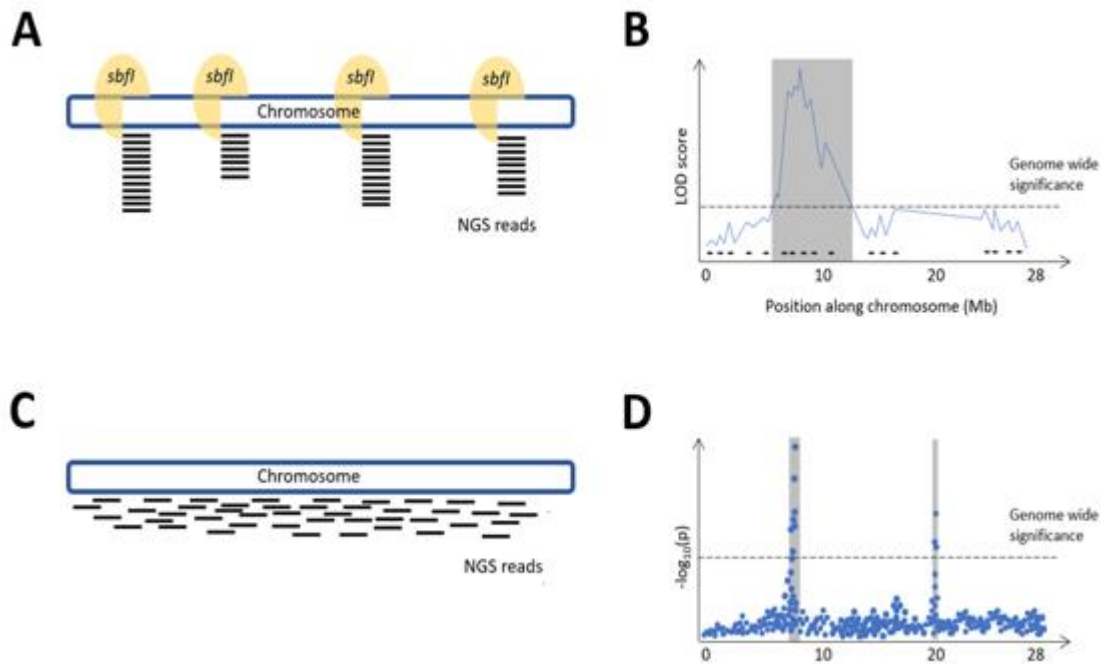 A
sbfI sbfI sbfI sbfI
Chromosome
NGS reads
B
LOD score
Genome wide
significance
0 10 20 28
Position along chromosome (Mb)
C
Chromosome
NGS reads
D
-log₁₀(p)
Genome wide
significance
0 10 20 28